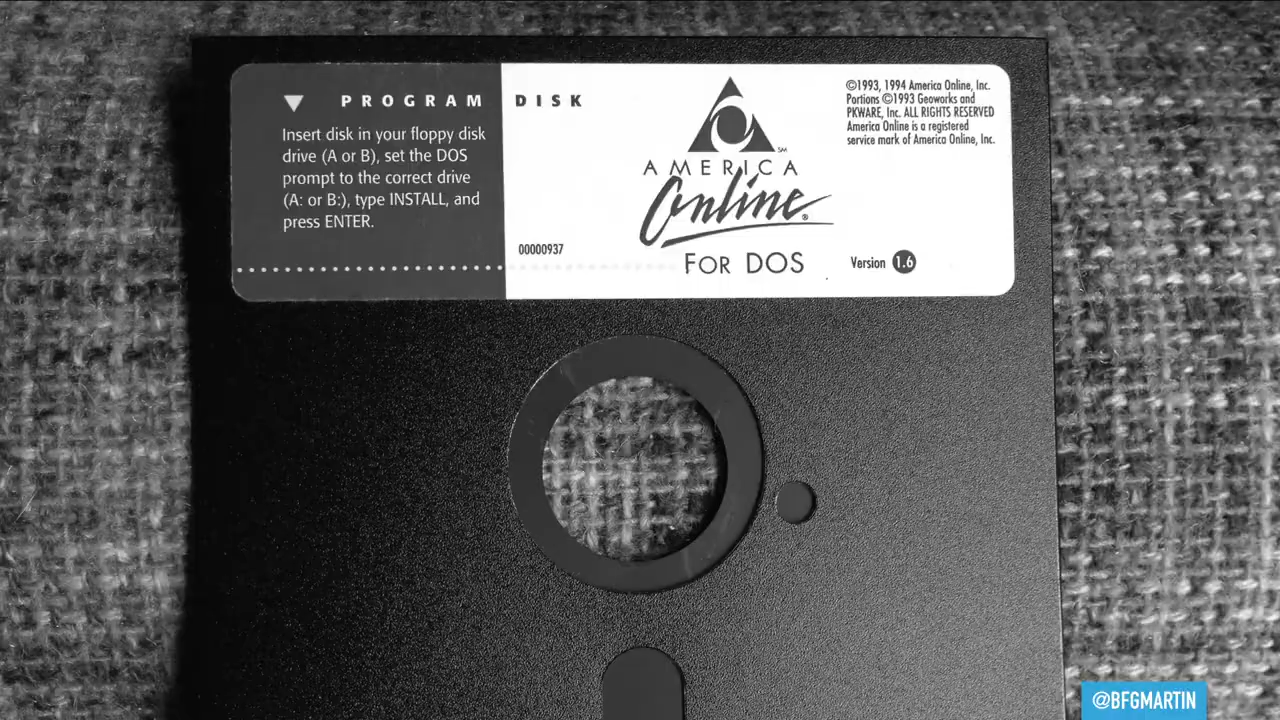 PROGRAM DISK
Insert disk in your floppy disk
drive (A or B), set the DOS
prompt to the correct drive
(A: or B:), type INSTALL, and
press ENTER.
00000937
SM
AMERICA
Online®
FOR DOS
Version 1.6
©1993, 1994 America Online, Inc.
Portions ©1993 Geoworks and
PKWARE, Inc. ALL RIGHTS RESERVED
America Online is a registered
service mark of America Online, Inc.
@BFGMARTIN